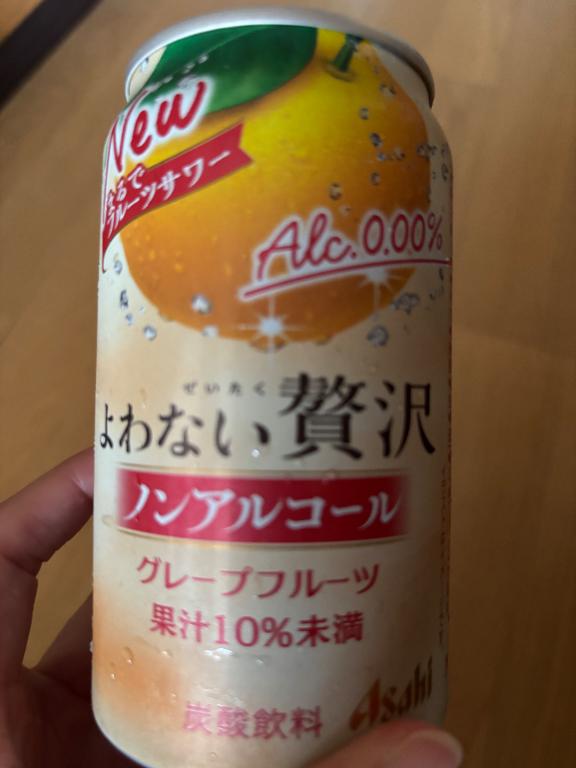 New
まるで
フルーツサワー
Alc.0.00%
ぜいたく
よわない贅沢
ノンアルコール
グレープフルーツ
果汁10%未満
炭酸飲料
Asahi